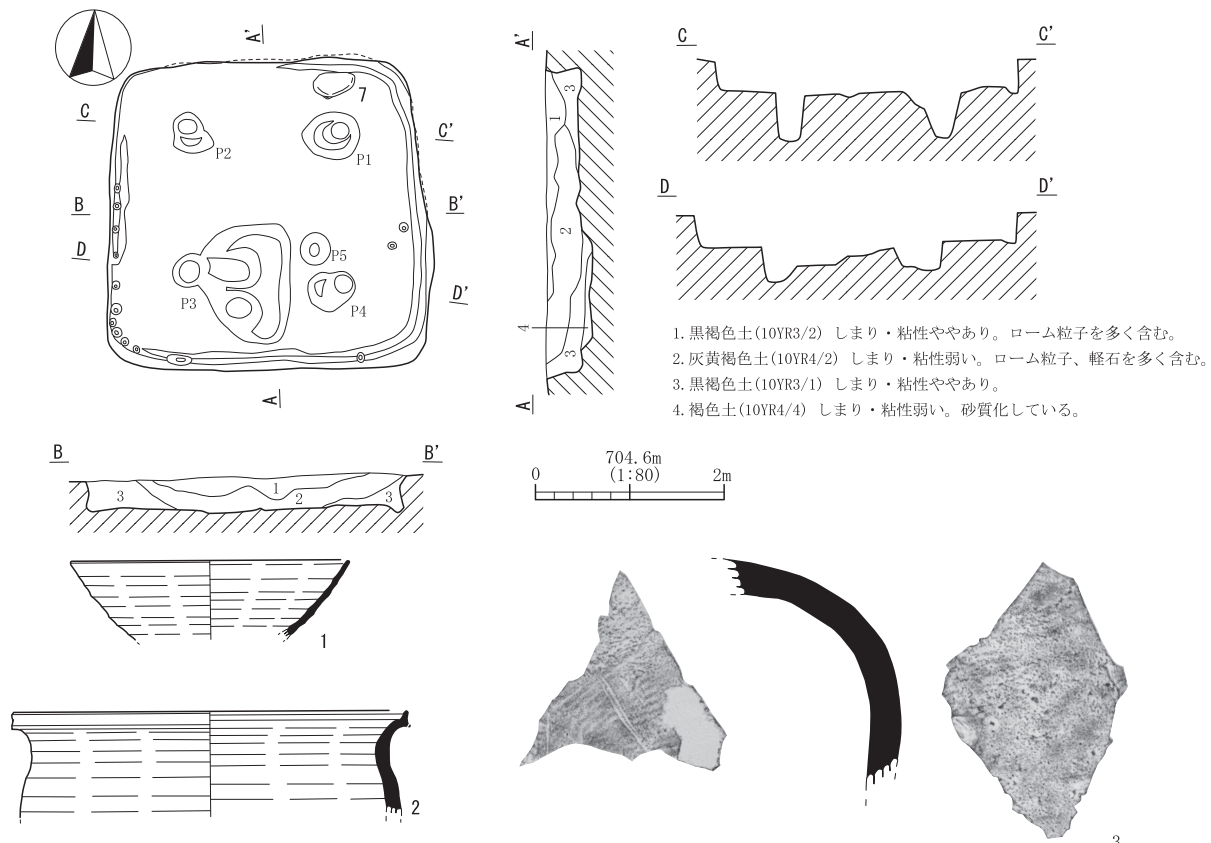 A'
C
P2
P1
7
C'
B
B'
D
P5
P3
P4
D'
A
A'
3
1
2
4
3
A
C
C'
D
D'
1.黒褐色土(10YR3/2) しまり・粘性ややあり。ローム粒子を多く含む。
2.灰黄褐色土(10YR4/2) しまり・粘性弱い。ローム粒子、軽石を多く含む。
3.黒褐色土(10YR3/1) しまり・粘性ややあり。
4.褐色土(10YR4/4) しまり・粘性弱い。砂質化している。
B
B'
3
1
2
3
704.6m
0 (1:80) 2m
1
2
3